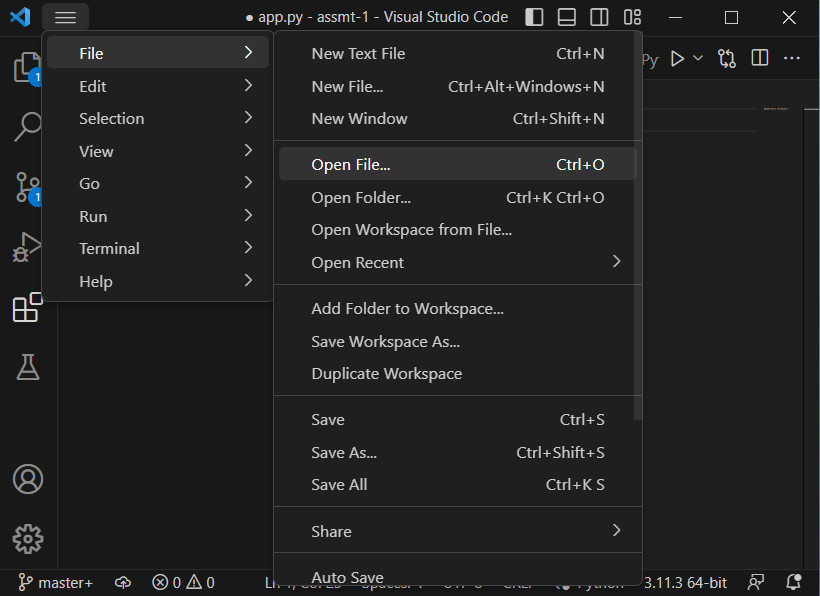 ● app.py - assmt-1 - Visual Studio Code
File
Edit
Selection
View
Go
Run
Terminal
Help
New Text File Ctrl+N
New File... Ctrl+Alt+Windows+N
New Window Ctrl+Shift+N
Open File... Ctrl+O
Open Folder... Ctrl+K Ctrl+O
Open Workspace from File...
Open Recent
Add Folder to Workspace...
Save Workspace As...
Duplicate Workspace
Save Ctrl+S
Save As... Ctrl+Shift+S
Save All Ctrl+K S
Share
Auto Save
Py
1
1
master+ 0 0 Python 3.11.3 64-bit